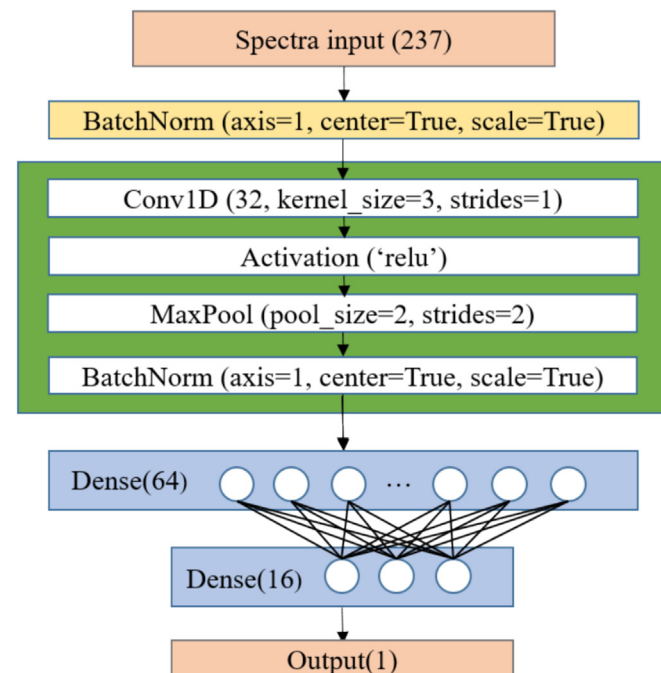 Spectra input (237)
BatchNorm (axis=1, center=True, scale=True)
Conv1D (32, kernel_size=3, strides=1)
Activation (‘relu’)
MaxPool (pool_size=2, strides=2)
BatchNorm (axis=1, center=True, scale=True)
Dense(64) …
Dense(16)
Output(1)